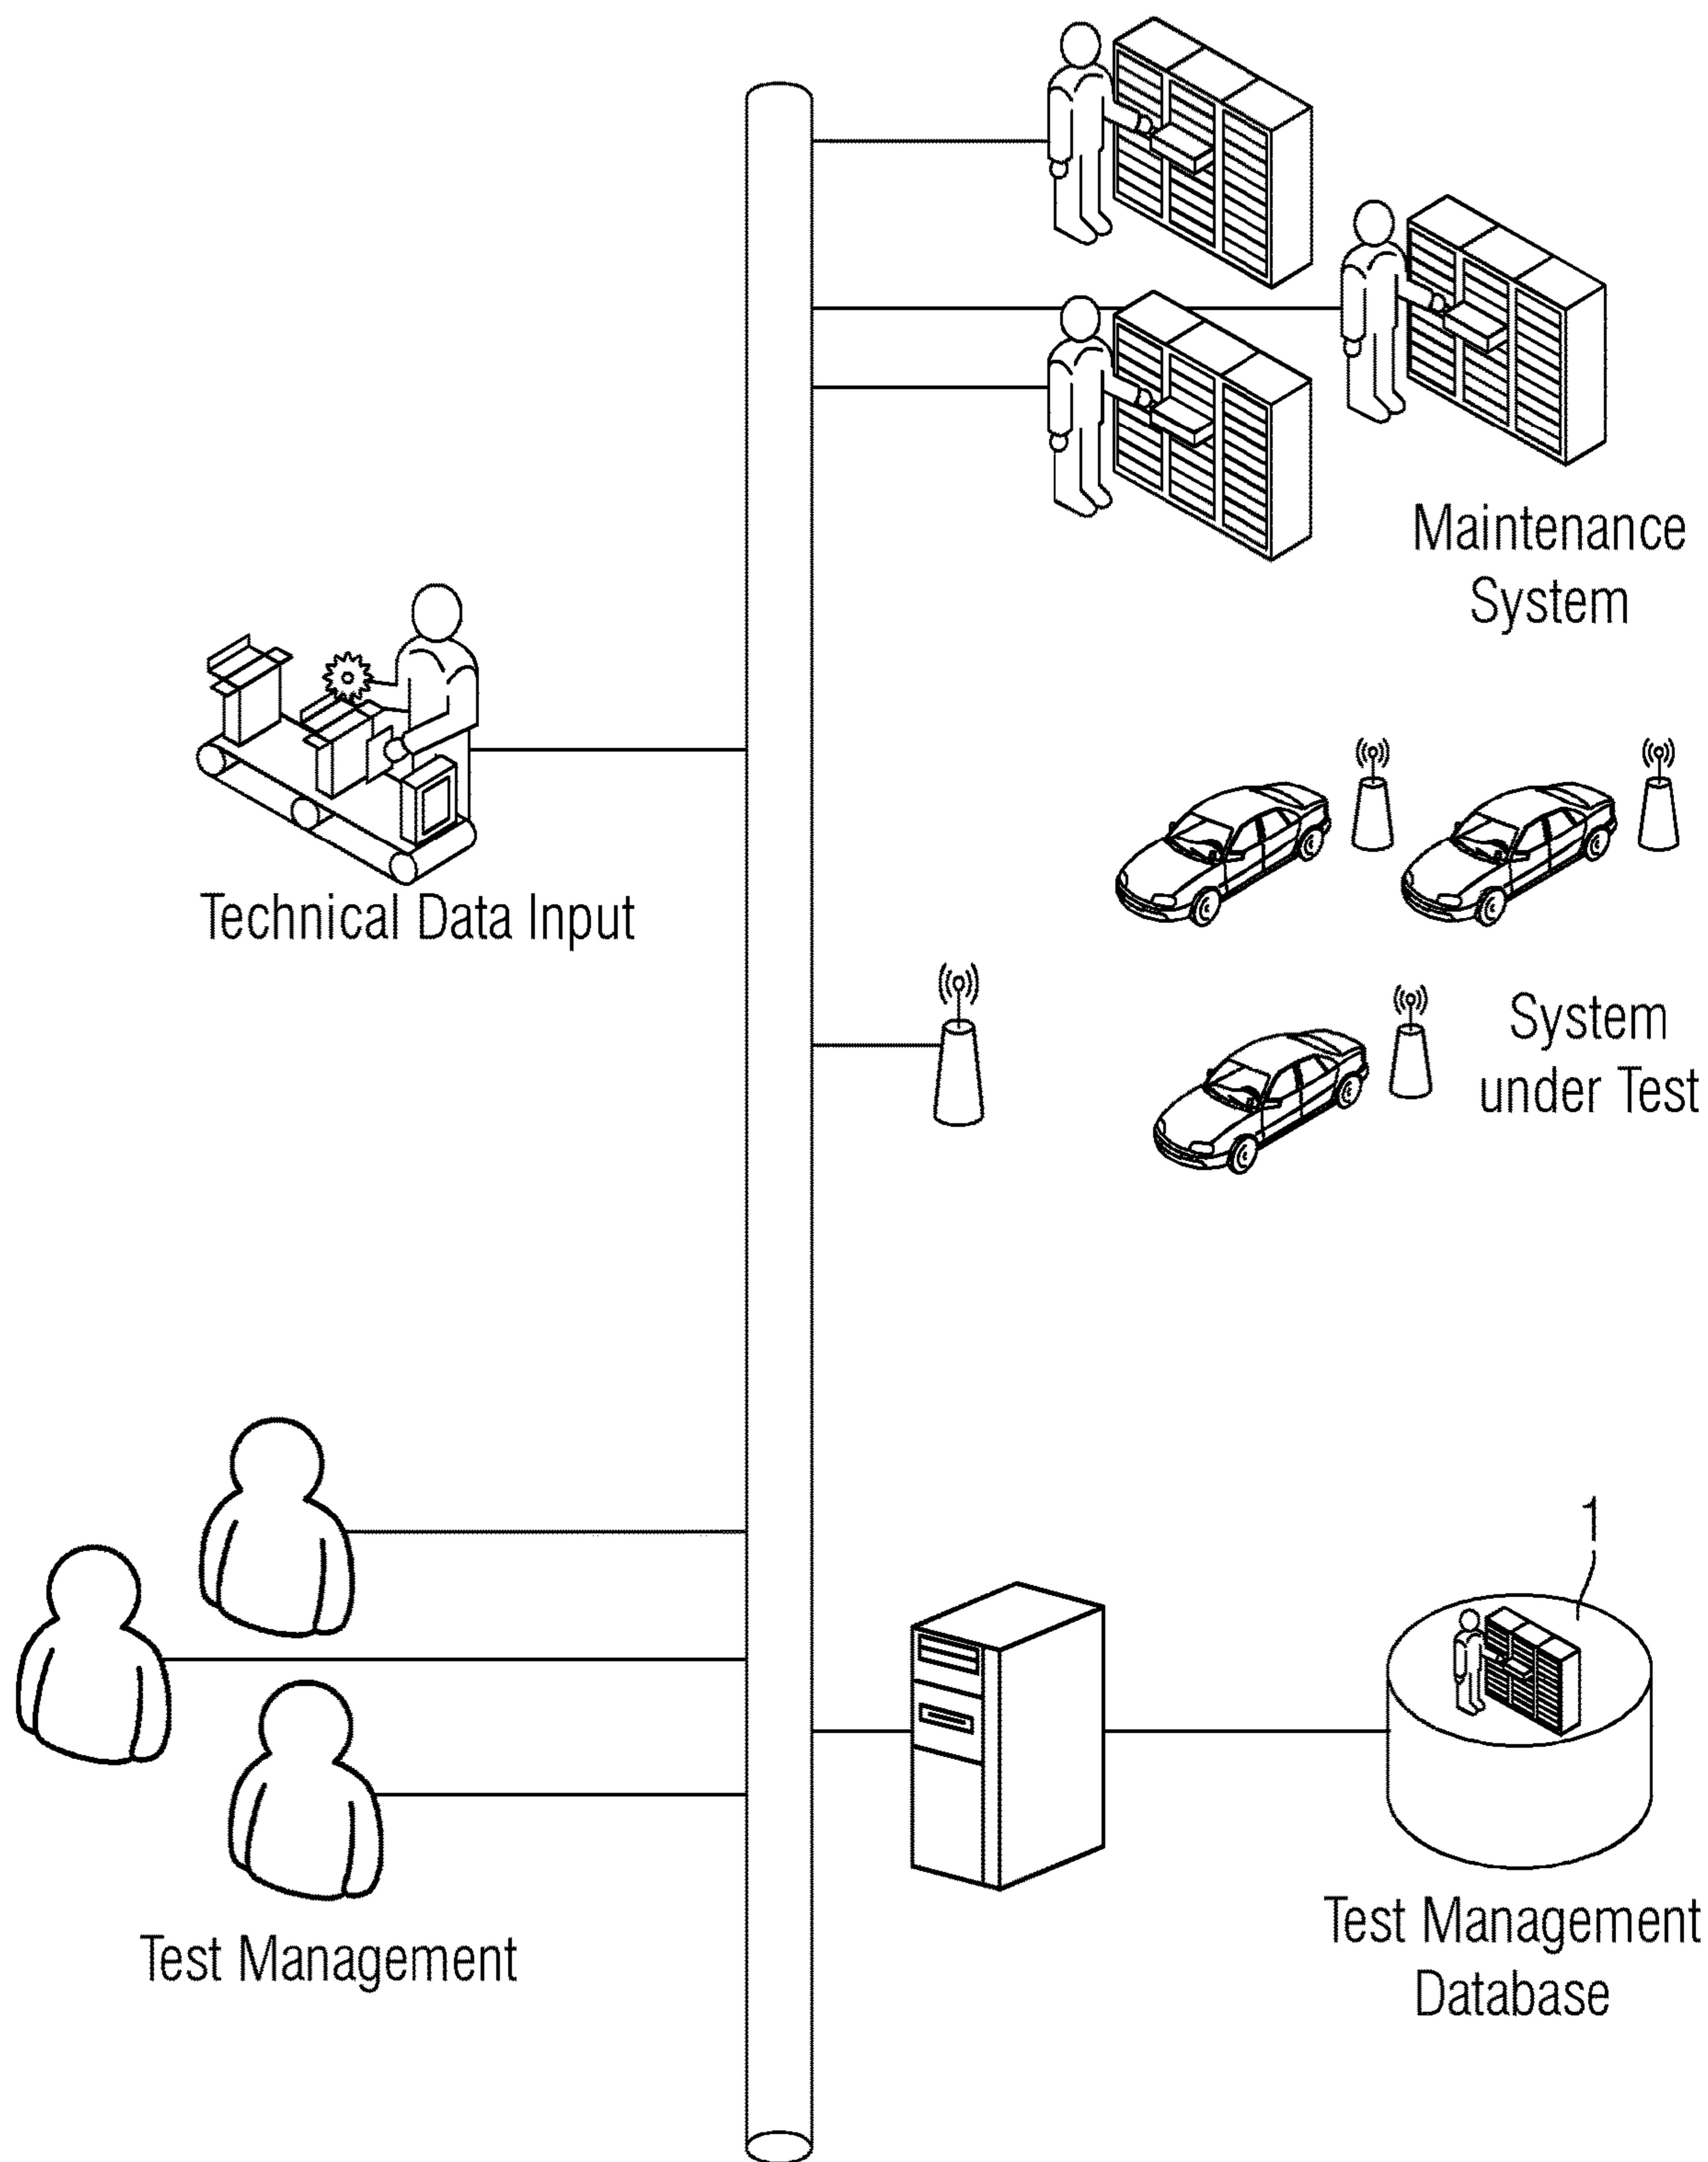 Maintenance
System
Technical Data Input
System
under Test
1
Test Management
Test Management
Database